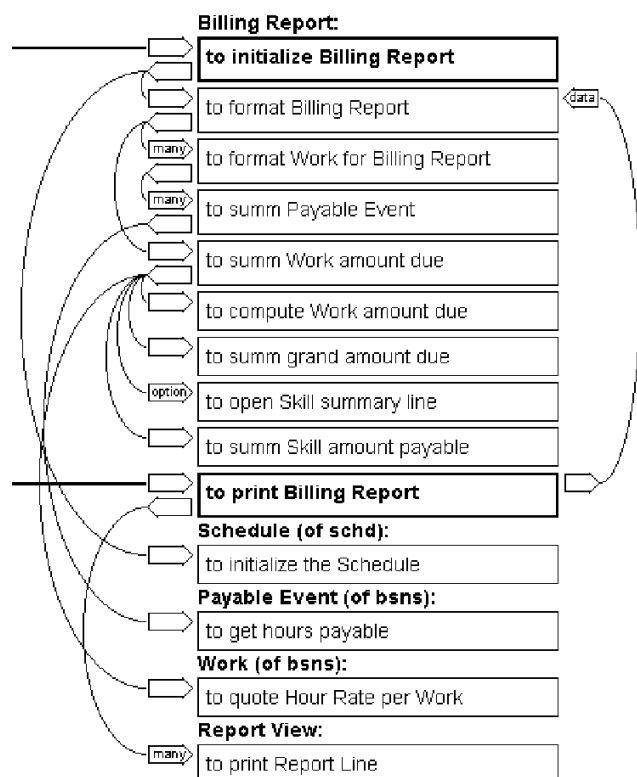 Billing Report:
to initialize Billing Report
to format Billing Report
data
many
to format Work for Billing Report
many
to summ Payable Event
to summ Work amount due
to compute Work amount due
to summ grand amount due
option
to open Skill summary line
to summ Skill amount payable
to print Billing Report
Schedule (of schd):
to initialize the Schedule
Payable Event (of bsns):
to get hours payable
Work (of bsns):
to quote Hour Rate per Work
Report View:
many
to print Report Line